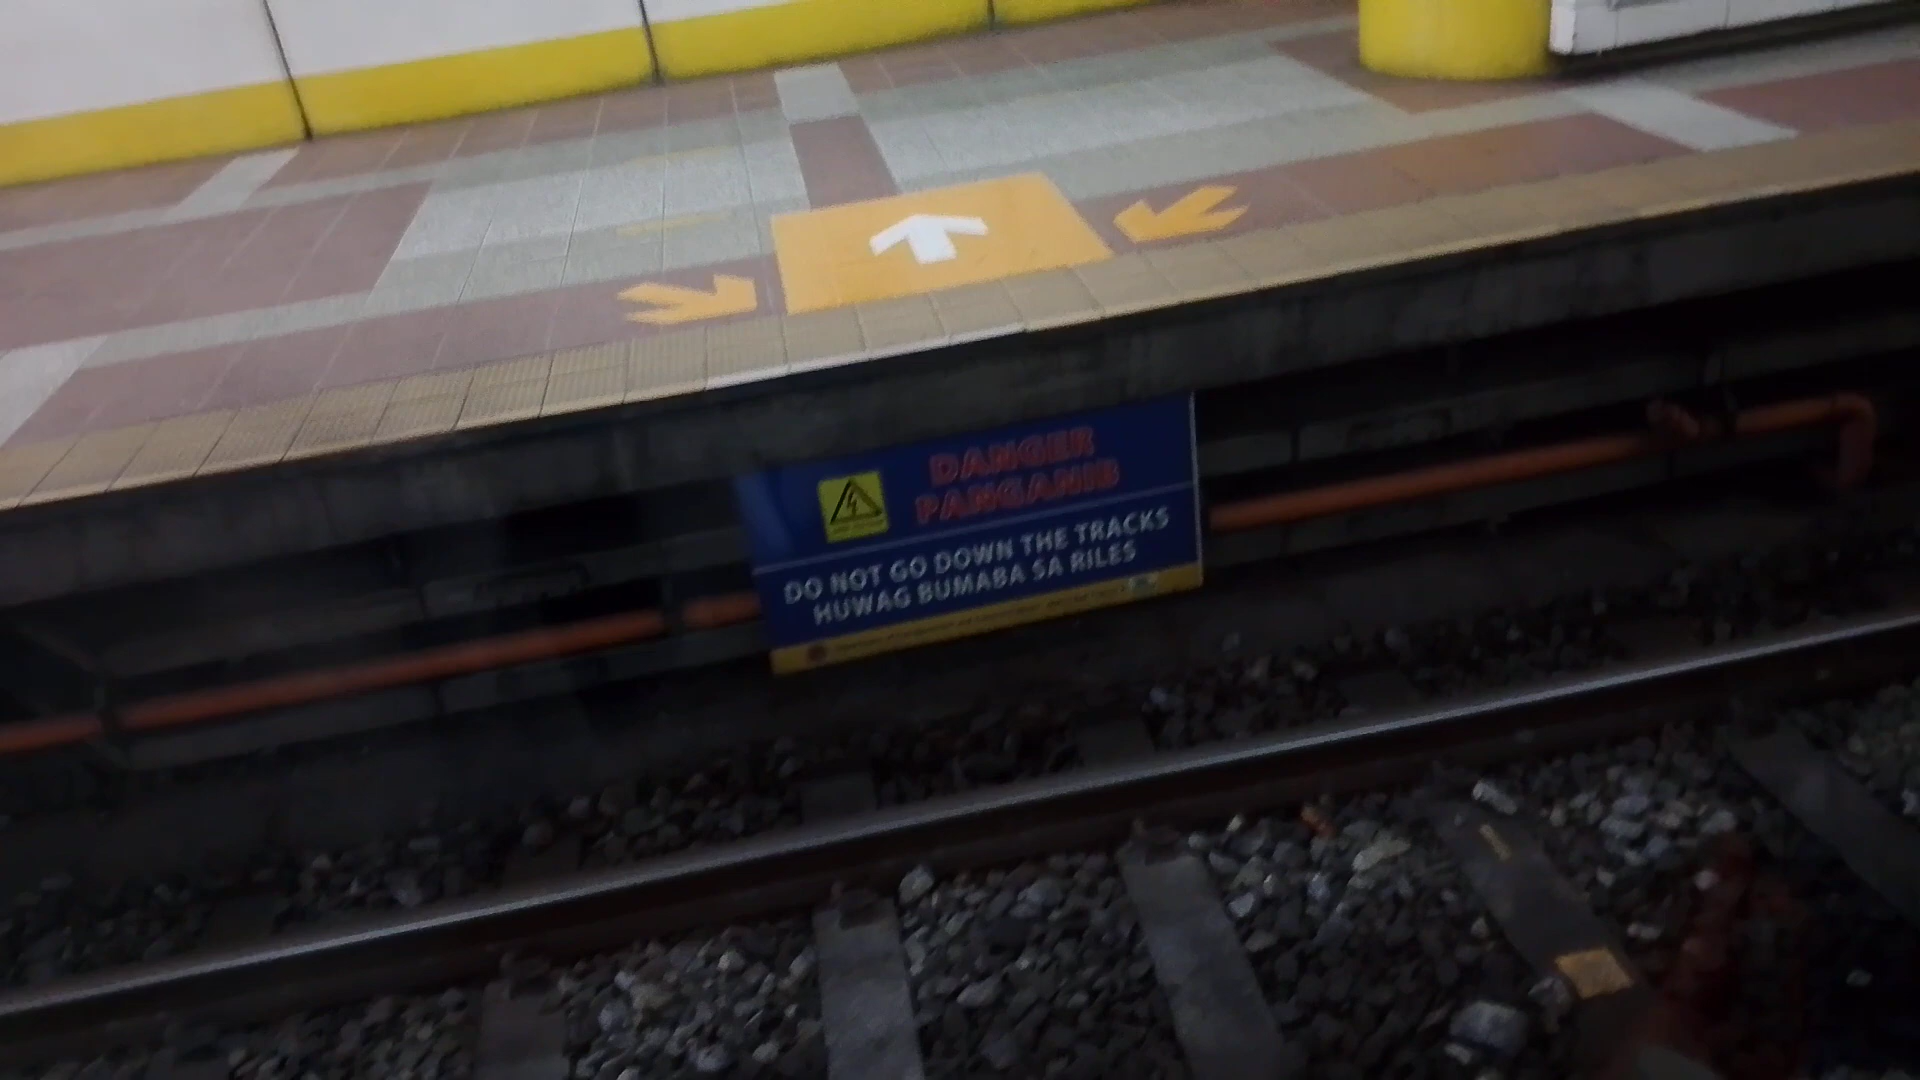 DANGER
PANGANIB
DO NOT GO DOWN THE TRACKS
HUWAG BUMABA SA RILES